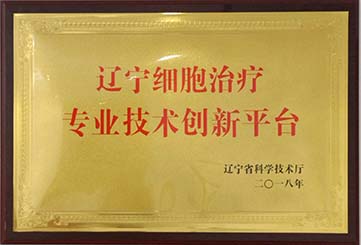 辽宁细胞治疗
专业技术创新平台
辽宁省科学技术厅
二〇一八年